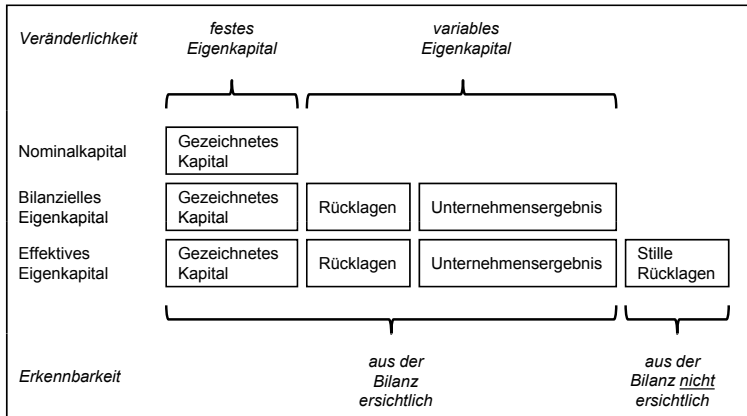 Veränderlichkeit
festes
Eigenkapital
variables
Eigenkapital
Nominalkapital
Gezeichnetes
Kapital
Bilanzielles
Eigenkapital
Gezeichnetes
Kapital
Rücklagen
Unternehmensergebnis
Effektives
Eigenkapital
Gezeichnetes
Kapital
Rücklagen
Unternehmensergebnis
Stille
Rücklagen
Erkennbarkeit
aus der
Bilanz
ersichtlich
aus der
Bilanz nicht
ersichtlich